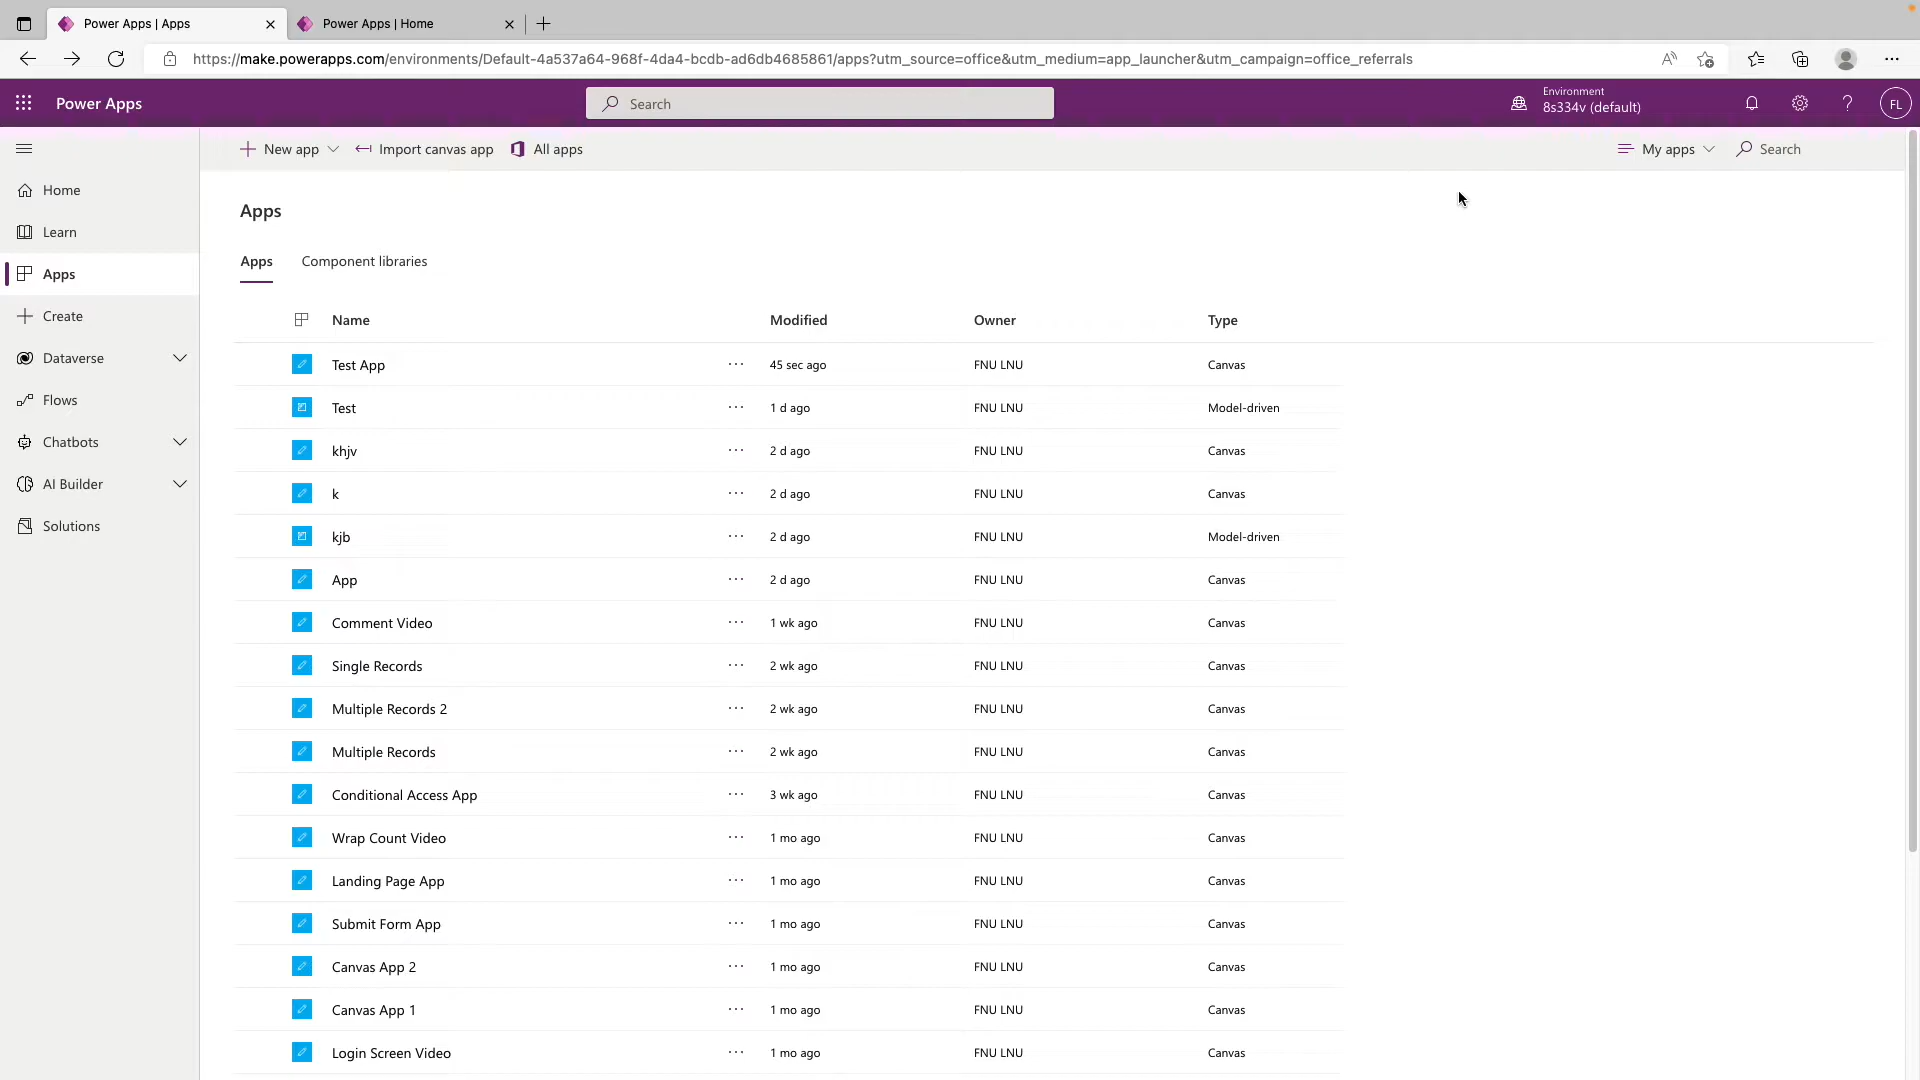 Power Apps | Apps
Power Apps | Home
https://make.powerapps.com/environments/Default-4a537a64-968f-4da4-bcdb-ad6db4685861/apps?utm_source=office&utm_medium=app_launcher&utm_campaign=office_referrals
Power Apps
Search
Environment
8s334v (default)
FL
New app
Import canvas app
All apps
My apps
Search
Home
Learn
Apps
Create
Dataverse
Flows
Chatbots
AI Builder
Solutions
Apps
Apps
Component libraries
Name Modified Owner Type
Test App ... 45 sec ago FNU LNU Canvas
Test ... 1 d ago FNU LNU Model-driven
khjv ... 2 d ago FNU LNU Canvas
k ... 2 d ago FNU LNU Canvas
kjb ... 2 d ago FNU LNU Model-driven
App ... 2 d ago FNU LNU Canvas
Comment Video ... 1 wk ago FNU LNU Canvas
Single Records ... 2 wk ago FNU LNU Canvas
Multiple Records 2 ... 2 wk ago FNU LNU Canvas
Multiple Records ... 2 wk ago FNU LNU Canvas
Conditional Access App ... 3 wk ago FNU LNU Canvas
Wrap Count Video ... 1 mo ago FNU LNU Canvas
Landing Page App ... 1 mo ago FNU LNU Canvas
Submit Form App ... 1 mo ago FNU LNU Canvas
Canvas App 2 ... 1 mo ago FNU LNU Canvas
Canvas App 1 ... 1 mo ago FNU LNU Canvas
Login Screen Video ... 1 mo ago FNU LNU Canvas